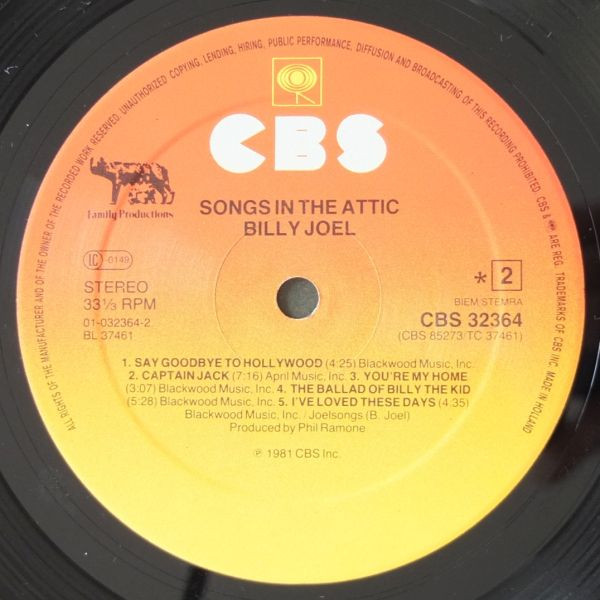 ALL RIGHTS OF THE MANUFACTURER AND OF THE OWNER OF THE RECORDED WORK RESERVED. UNAUTHORIZED COPYING, LENDING, HIRING, PUBLIC PERFORMANCE, DIFFUSION AND BROADCASTING OF THIS RECORDING PROHIBITED. CBS & ARE REG. TRADEMARKS OF CBS INC. MADE IN HOLLAND
CBS
Family Productions
SONGS IN THE ATTIC
BILLY JOEL
IC -0149
STEREO
33⅓ RPM
01-032364-2
BL 37461
* 2
BIEM STEMRA
CBS 32364
(CBS 85273/TC 37461)
1. SAY GOODBYE TO HOLLYWOOD (4:25) Blackwood Music, Inc.
2. CAPTAIN JACK (7:16) April Music, Inc. 3. YOU'RE MY HOME
(3:07) Blackwood Music, Inc. 4. THE BALLAD OF BILLY THE KID
(5:28) Blackwood Music, Inc. 5. I'VE LOVED THESE DAYS (4:35)
Blackwood Music, Inc./Joelsongs (B. Joel)
Produced by Phil Ramone
℗ 1981 CBS Inc.